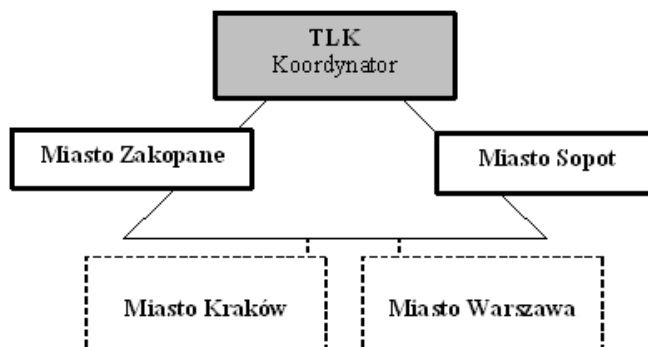 TLK
Koordynator
Miasto Zakopane
Miasto Sopot
Miasto Kraków
Miasto Warszawa